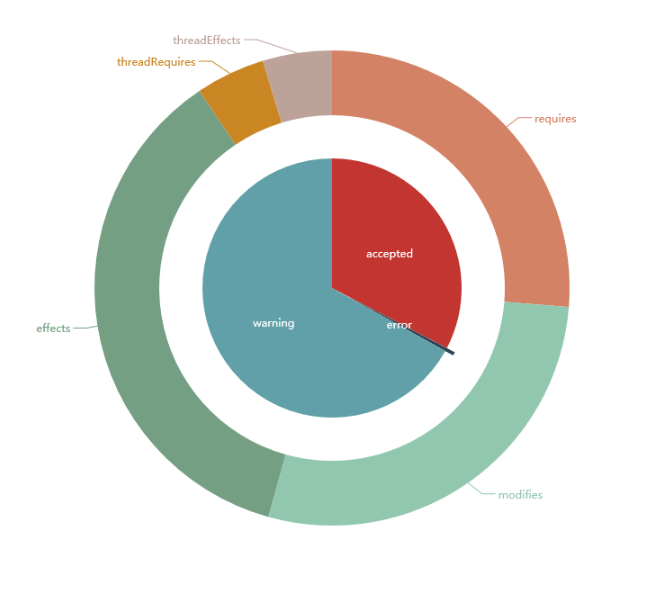 threadEffects
threadRequires
requires
accepted
warning
error
effects
modifies